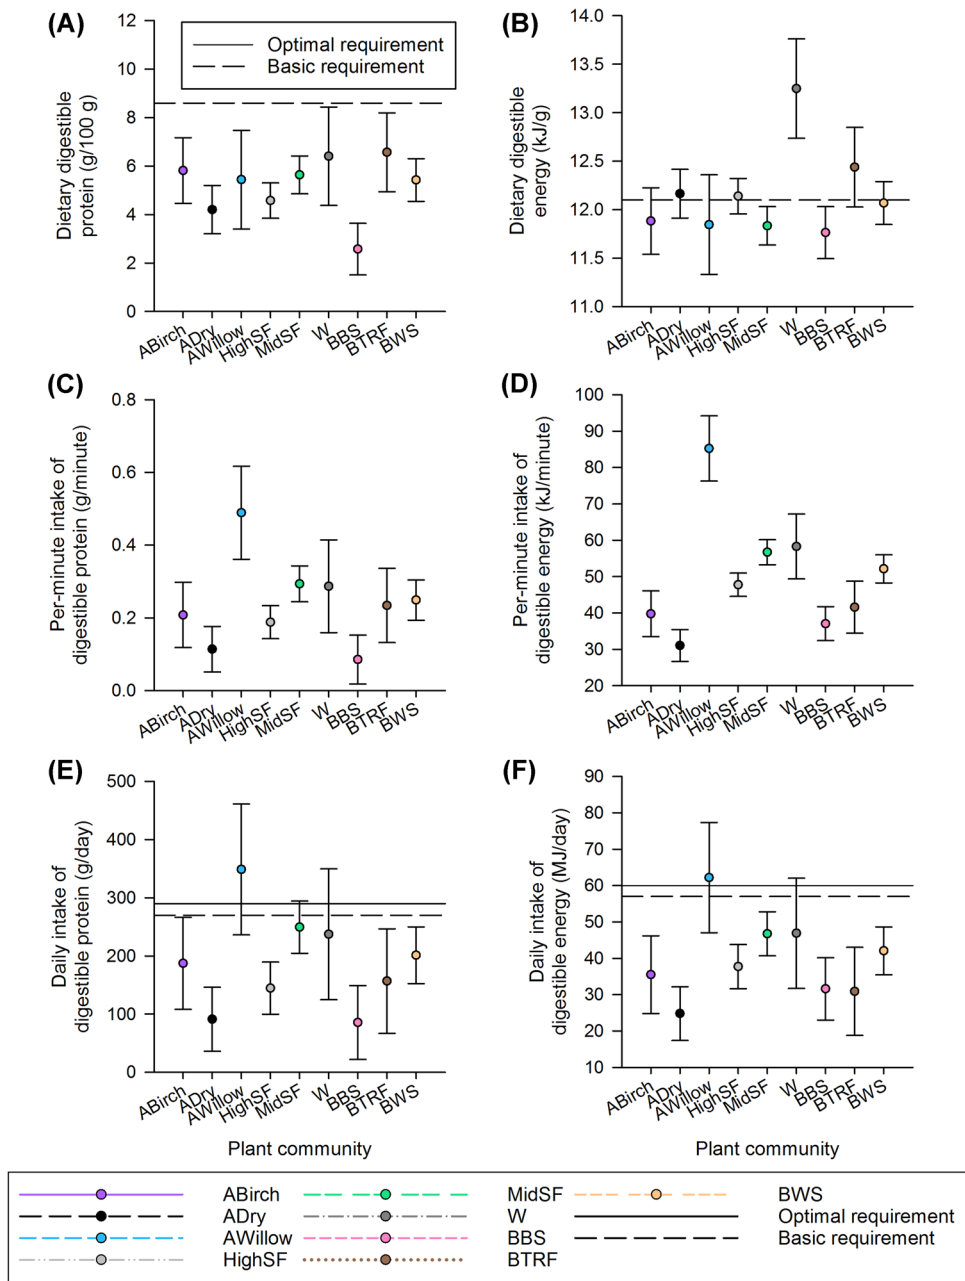 (A)
Dietary digestible
protein (g/100 g)
12
10
8
6
4
2
0
Optimal requirement
Basic requirement
ABirch
ADry
AWillow
HighSF
MidSF
W
BBS
BTRF
BWS
(B)
Dietary digestible
energy (kJ/g)
14.0
13.5
13.0
12.5
12.0
11.5
11.0
ABirch
ADry
AWillow
HighSF
MidSF
W
BBS
BTRF
BWS
(C)
Per-minute intake of
digestible protein (g/minute)
0.8
0.6
0.4
0.2
0.0
ABirch
ADry
AWillow
HighSF
MidSF
W
BBS
BTRF
BWS
(D)
Per-minute intake of
digestible energy (kJ/minute)
100
90
80
70
60
50
40
30
20
ABirch
ADry
AWillow
HighSF
MidSF
W
BBS
BTRF
BWS
(E)
Daily intake of
digestible protein (g/day)
500
400
300
200
100
0
ABirch
ADry
AWillow
HighSF
MidSF
W
BBS
BTRF
BWS
Plant community
(F)
Daily intake of
digestible energy (MJ/day)
90
80
70
60
50
40
30
20
10
ABirch
ADry
AWillow
HighSF
MidSF
W
BBS
BTRF
BWS
Plant community
ABirch
ADry
AWillow
HighSF
MidSF
W
BBS
BTRF
BWS
Optimal requirement
Basic requirement